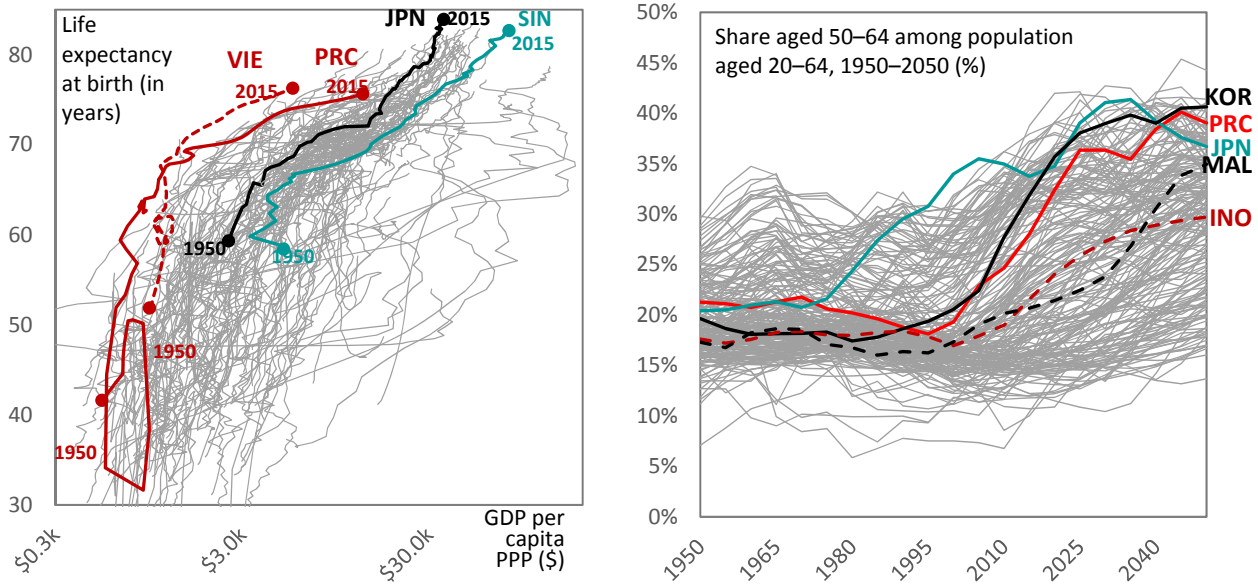 Life
expectancy
at birth (in
years)
VIE
2015
PRC
2015
JPN
2015
SIN
2015
1950
1950
1950
1950
80
70
60
50
40
30
$0.3k
$3.0k
$30.0k
GDP per
capita
PPP ($)
Share aged 50–64 among population
aged 20–64, 1950–2050 (%)
50%
45%
40%
35%
30%
25%
20%
15%
10%
5%
0%
KOR
PRC
JPN
MAL
INO
1950
1965
1980
1995
2010
2025
2040